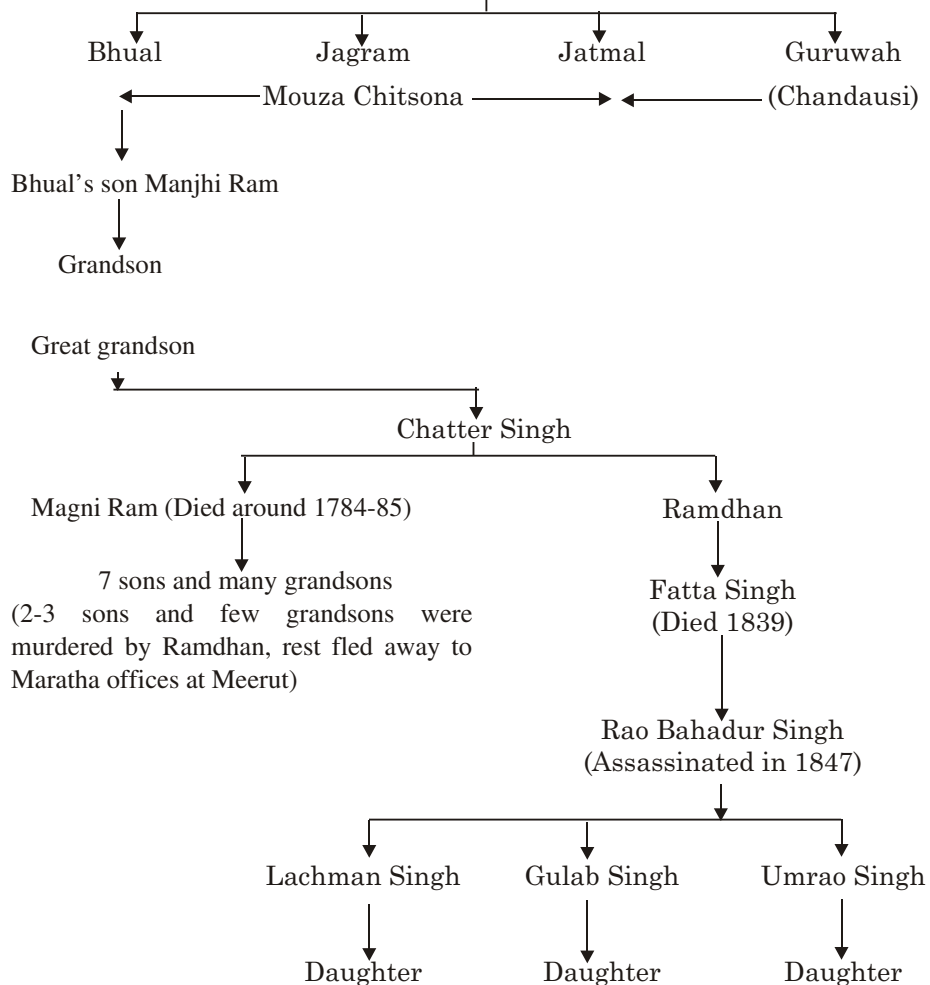 Bhual Jagram Jatmal Guruwah
Mouza Chitsona (Chandausi)
Bhual's son Manjhi Ram
Grandson
Great grandson
Chatter Singh
Magni Ram (Died around 1784-85) Ramdhan
7 sons and many grandsons
(2-3 sons and few grandsons were
murdered by Ramdhan, rest fled away to
Maratha offices at Meerut)
Fatta Singh
(Died 1839)
Rao Bahadur Singh
(Assassinated in 1847)
Lachman Singh Gulab Singh Umrao Singh
Daughter Daughter Daughter